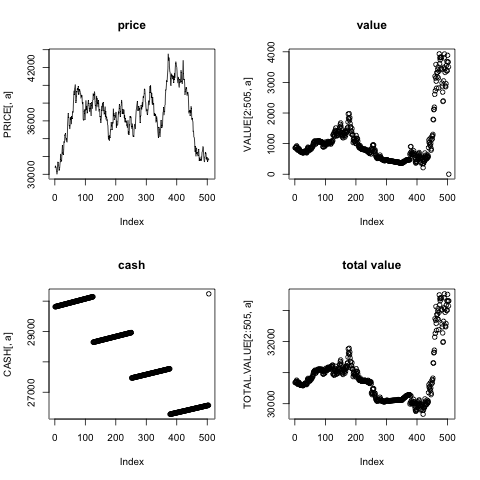 price
PRICE[, a]
30000 36000 42000
0 100 200 300 400 500
Index
value
VALUE[2:505, a]
0 1000 2000 3000 4000
0 100 200 300 400 500
Index
cash
CASH[, a]
27000 29000
0 100 200 300 400 500
Index
total value
TOTAL.VALUE[2:505, a]
30000 32000
0 100 200 300 400 500
Index